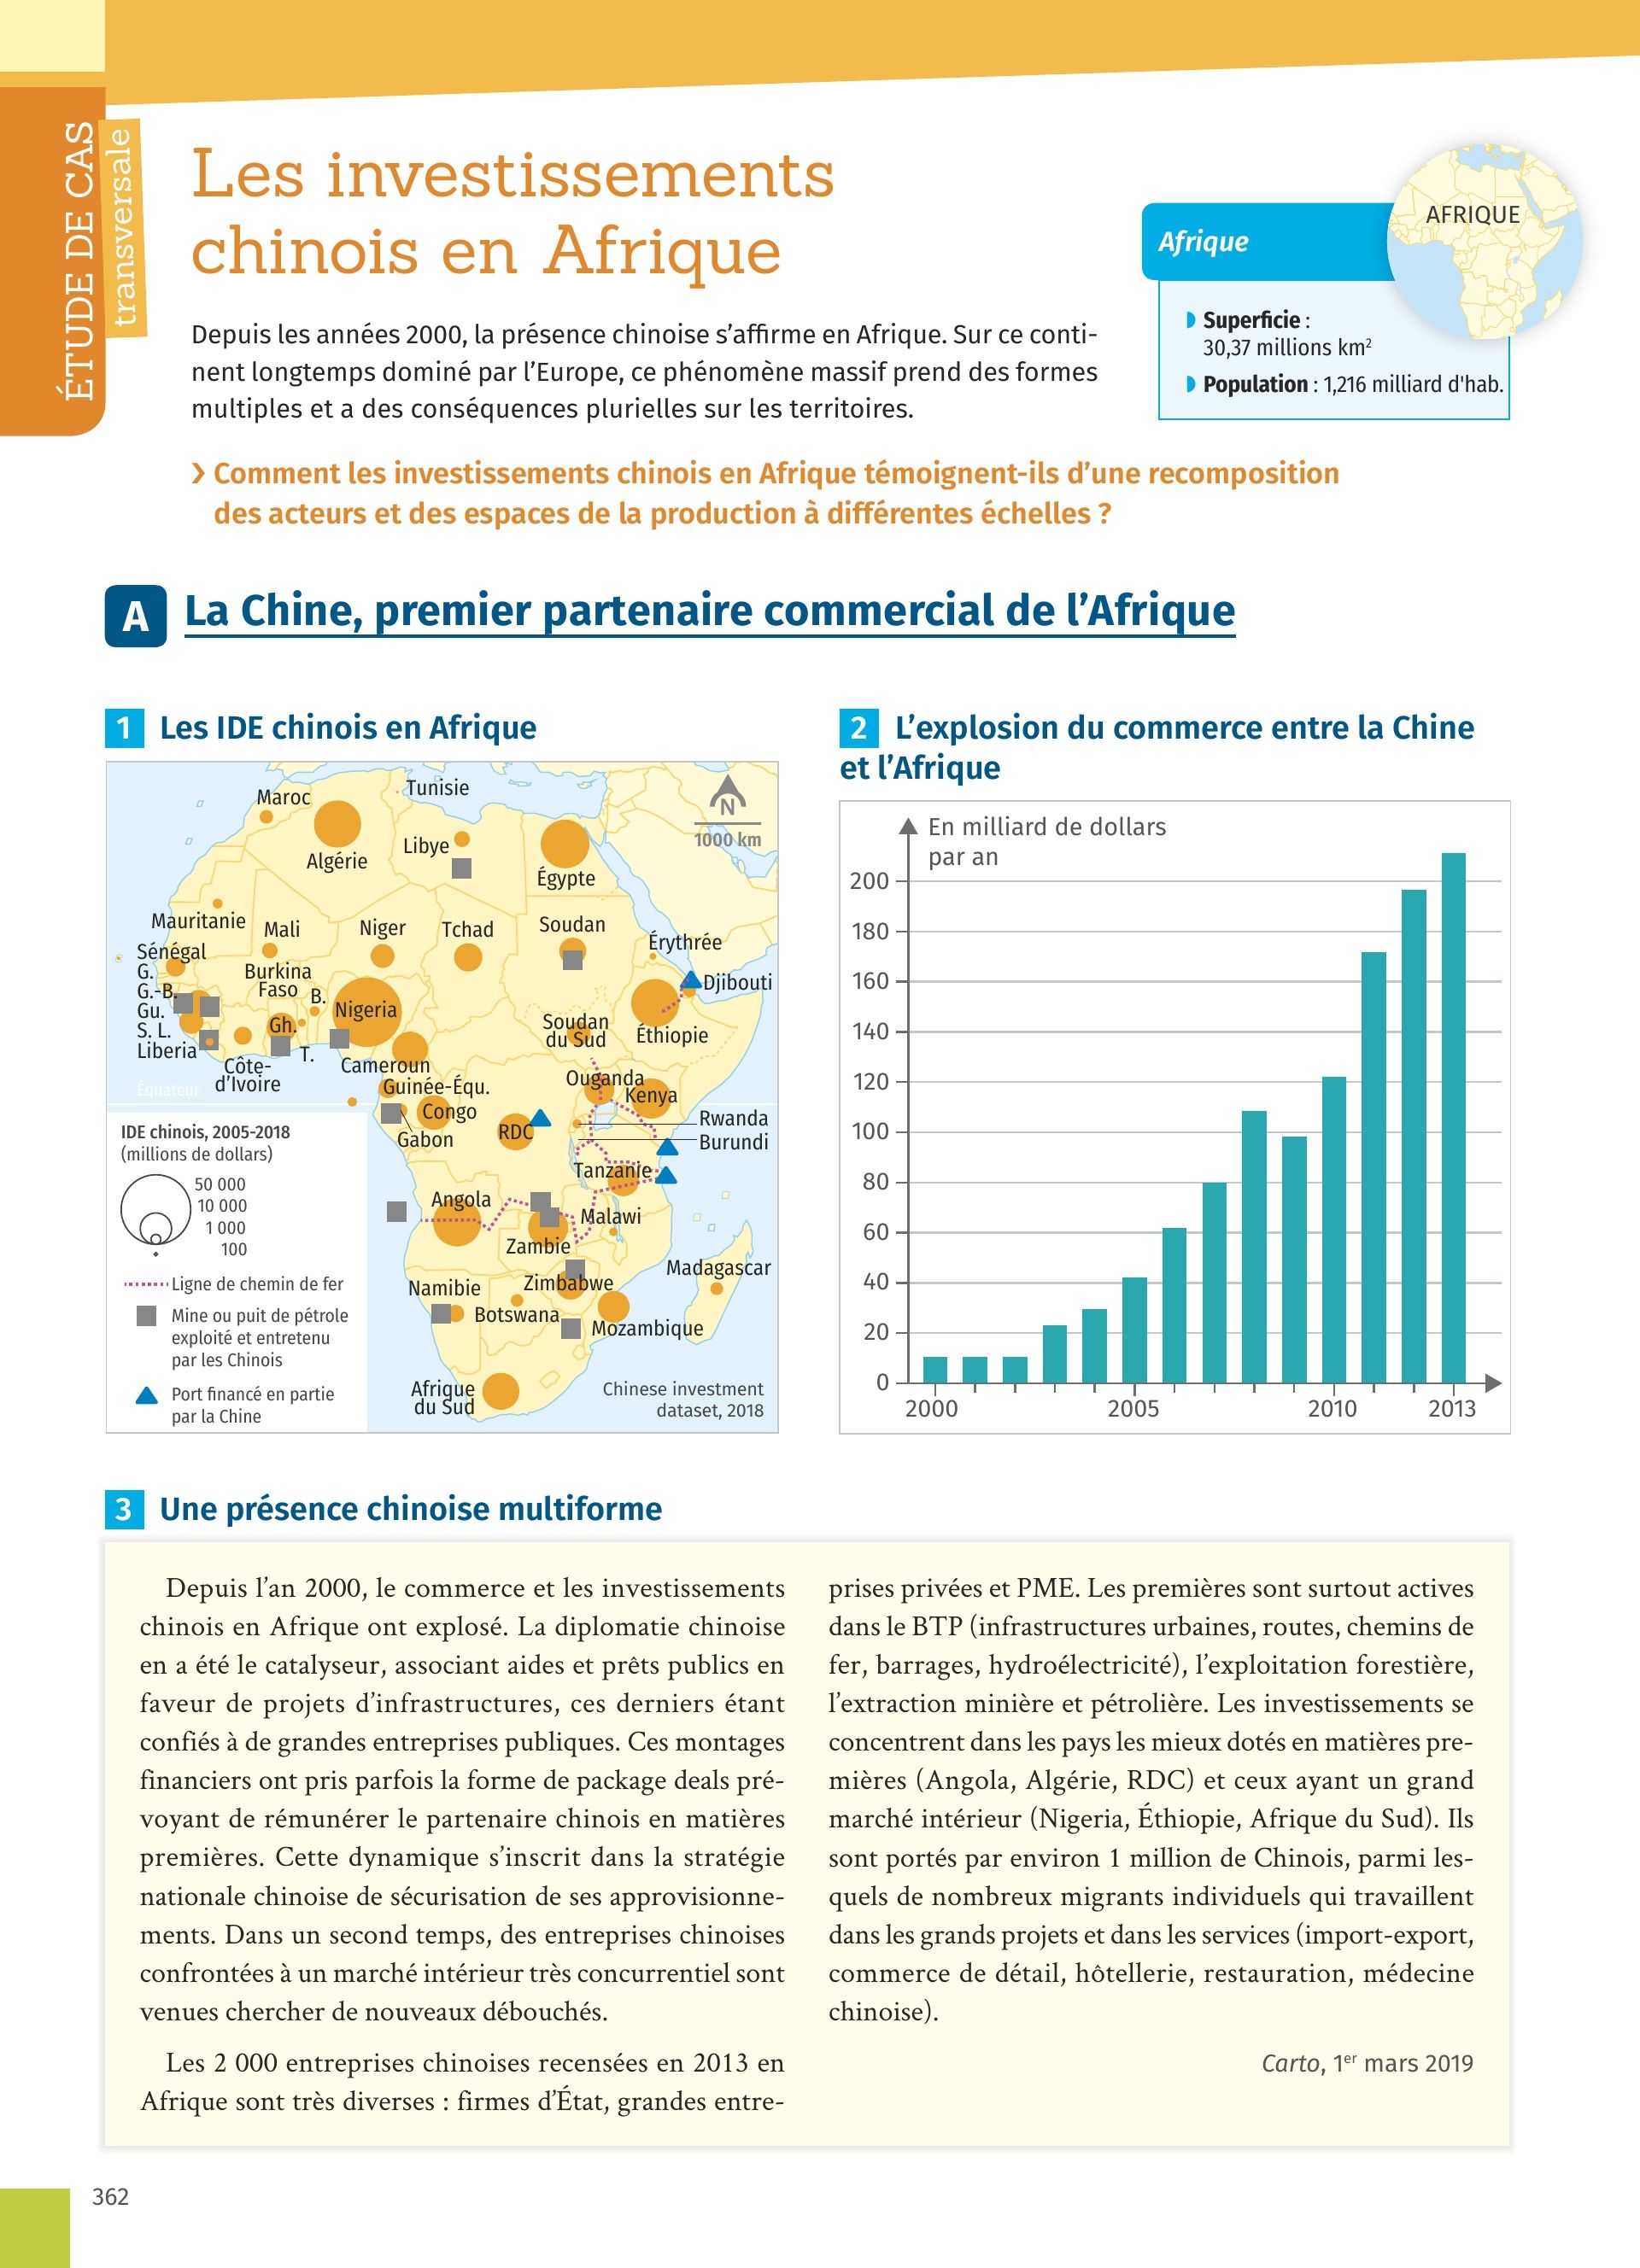 ÉTUDE DE CAS
transversale
Les investissements
chinois en Afrique
Depuis les années 2000, la présence chinoise s’affirme en Afrique. Sur ce conti-
nent longtemps dominé par l’Europe, ce phénomène massif prend des formes
multiples et a des conséquences plurielles sur les territoires.
AFRIQUE
Afrique
Superficie :
30,37 millions km²
Population : 1,216 milliard d'hab.
Comment les investissements chinois en Afrique témoignent-ils d’une recomposition
des acteurs et des espaces de la production à différentes échelles ?
A La Chine, premier partenaire commercial de l’Afrique
1 Les IDE chinois en Afrique
Maroc
Tunisie
N
1000 km
Algérie
Libye
Égypte
Mauritanie
Mali
Niger
Tchad
Soudan
Érythrée
Sénégal
G.
G.-B.
Gu.
S. L.
Liberia
Burkina
Faso
B.
Nigeria
Djibouti
Gh.
T.
Soudan
du Sud
Éthiopie
Côte-
d’Ivoire
Cameroun
Équateur
Guinée-Équ.
Ouganda
Kenya
Congo
Gabon
RDC
Rwanda
Burundi
Tanzanie
Angola
Malawi
Zambie
Madagascar
Namibie
Zimbabwe
Botswana
Mozambique
Afrique
du Sud
Chinese investment
dataset, 2018
IDE chinois, 2005-2018
(millions de dollars)
50 000
10 000
1 000
100
Ligne de chemin de fer
Mine ou puit de pétrole
exploité et entretenu
par les Chinois
Port financé en partie
par la Chine
2 L’explosion du commerce entre la Chine
et l’Afrique
En milliard de dollars
par an
200
180
160
140
120
100
80
60
40
20
0
2000 2005 2010 2013
3 Une présence chinoise multiforme
Depuis l’an 2000, le commerce et les investissements
chinois en Afrique ont explosé. La diplomatie chinoise
en a été le catalyseur, associant aides et prêts publics en
faveur de projets d’infrastructures, ces derniers étant
confiés à de grandes entreprises publiques. Ces montages
financiers ont pris parfois la forme de package deals pré-
voyant de rémunérer le partenaire chinois en matières
premières. Cette dynamique s’inscrit dans la stratégie
nationale chinoise de sécurisation de ses approvisionne-
ments. Dans un second temps, des entreprises chinoises
confrontées à un marché intérieur très concurrentiel sont
venues chercher de nouveaux débouchés.
Les 2 000 entreprises chinoises recensées en 2013 en
Afrique sont très diverses : firmes d’État, grandes entre-
prises privées et PME. Les premières sont surtout actives
dans le BTP (infrastructures urbaines, routes, chemins de
fer, barrages, hydroélectricité), l’exploitation forestière,
l’extraction minière et pétrolière. Les investissements se
concentrent dans les pays les mieux dotés en matières pre-
mières (Angola, Algérie, RDC) et ceux ayant un grand
marché intérieur (Nigeria, Éthiopie, Afrique du Sud). Ils
sont portés par environ 1 million de Chinois, parmi les-
quels de nombreux migrants individuels qui travaillent
dans les grands projets et dans les services (import-export,
commerce de détail, hôtellerie, restauration, médecine
chinoise).
Carto, 1er mars 2019
362